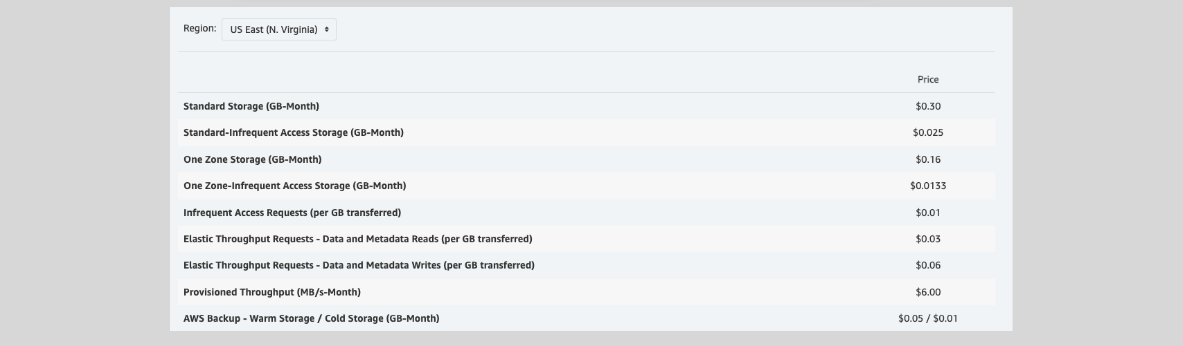 Region: US East (N. Virginia)
Price
Standard Storage (GB-Month) $0.30
Standard-Infrequent Access Storage (GB-Month) $0.025
One Zone Storage (GB-Month) $0.16
One Zone-Infrequent Access Storage (GB-Month) $0.0133
Infrequent Access Requests (per GB transferred) $0.01
Elastic Throughput Requests - Data and Metadata Reads (per GB transferred) $0.03
Elastic Throughput Requests - Data and Metadata Writes (per GB transferred) $0.06
Provisioned Throughput (MB/s-Month) $6.00
AWS Backup - Warm Storage / Cold Storage (GB-Month) $0.05 / $0.01